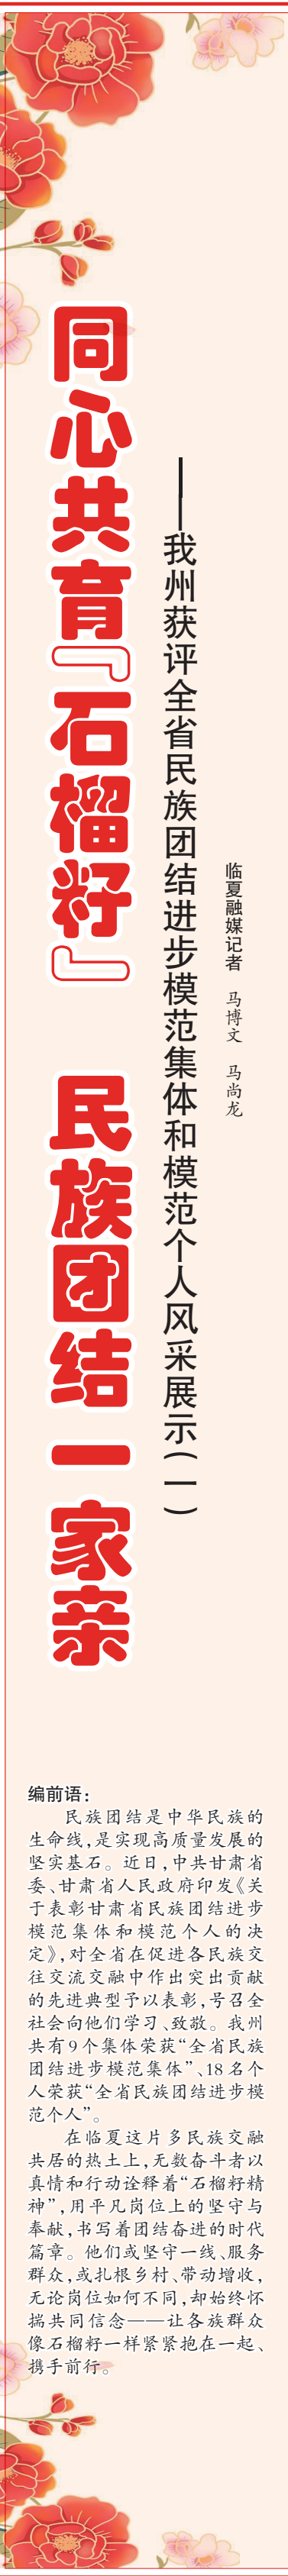 同心共育『石榴籽』 民族团结一家亲
——我州获评全省民族团结进步模范集体和模范个人风采展示(一)
临夏融媒记者 马博文 马尚龙
编前语：
民族团结是中华民族的
生命线,是实现高质量发展的
坚实基石。近日,中共甘肃省
委、甘肃省人民政府印发《关
于表彰甘肃省民族团结进步
模范集体和模范个人的决
定》,对全省在促进各民族交
往交流交融中作出突出贡献
的先进典型予以表彰,号召全
社会向他们学习、致敬。我州
共有9个集体荣获“全省民族
团结进步模范集体”、18名个
人荣获“全省民族团结进步模
范个人”。
在临夏这片多民族交融
共居的热土上,无数奋斗者以
真情和行动诠释着“石榴籽精
神”,用平凡岗位上的坚守与
奉献,书写着团结奋进的时代
篇章。他们或坚守一线、服务
群众,或扎根乡村、带动增收,
无论岗位如何不同,却始终怀
揣共同信念——让各族群众
像石榴籽一样紧紧抱在一起、
携手前行。